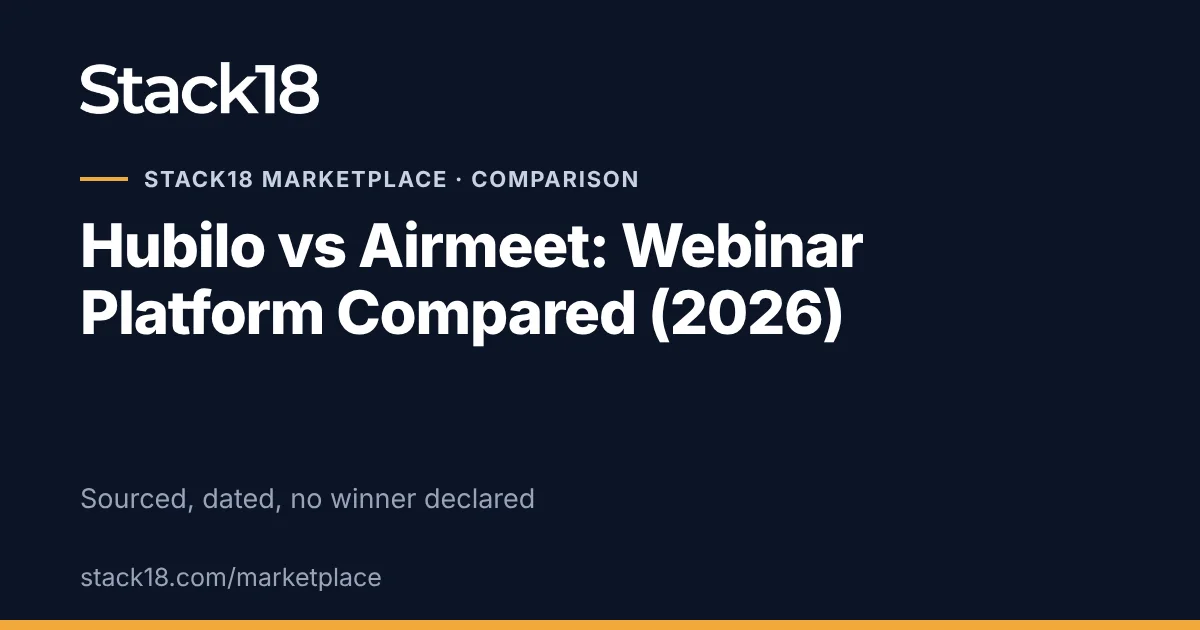 Stack18
STACK18 MARKETPLACE · COMPARISON
Hubilo vs Airmeet: Webinar
Platform Compared (2026)
Sourced, dated, no winner declared
stack18.com/marketplace